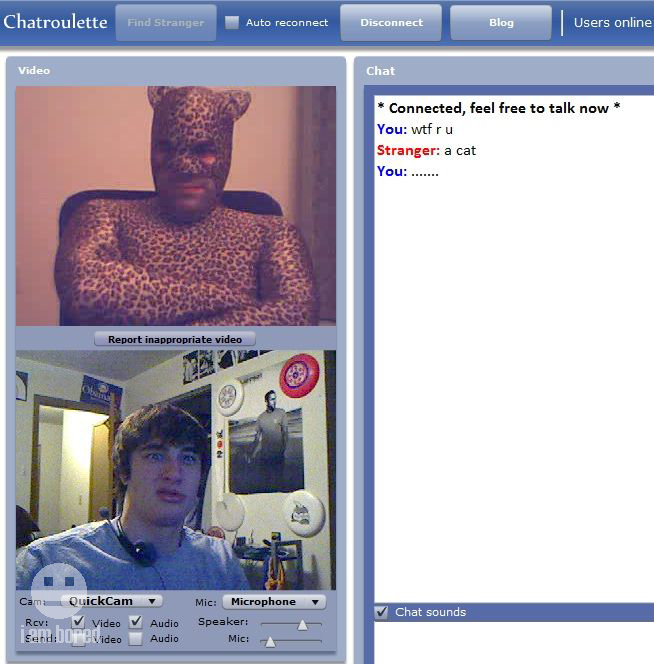 Chatroulette Find Stranger Auto reconnect Disconnect Blog Users online
Video
Chat
* Connected, feel free to talk now *
You: wtf r u
Stranger: a cat
You: .......
Report inappropriate video
Obama
Cam: QuickCam Mic: Microphone
Rcv: Video Audio Speaker:
Send: Video Audio Mic:
i am bored
Chat sounds